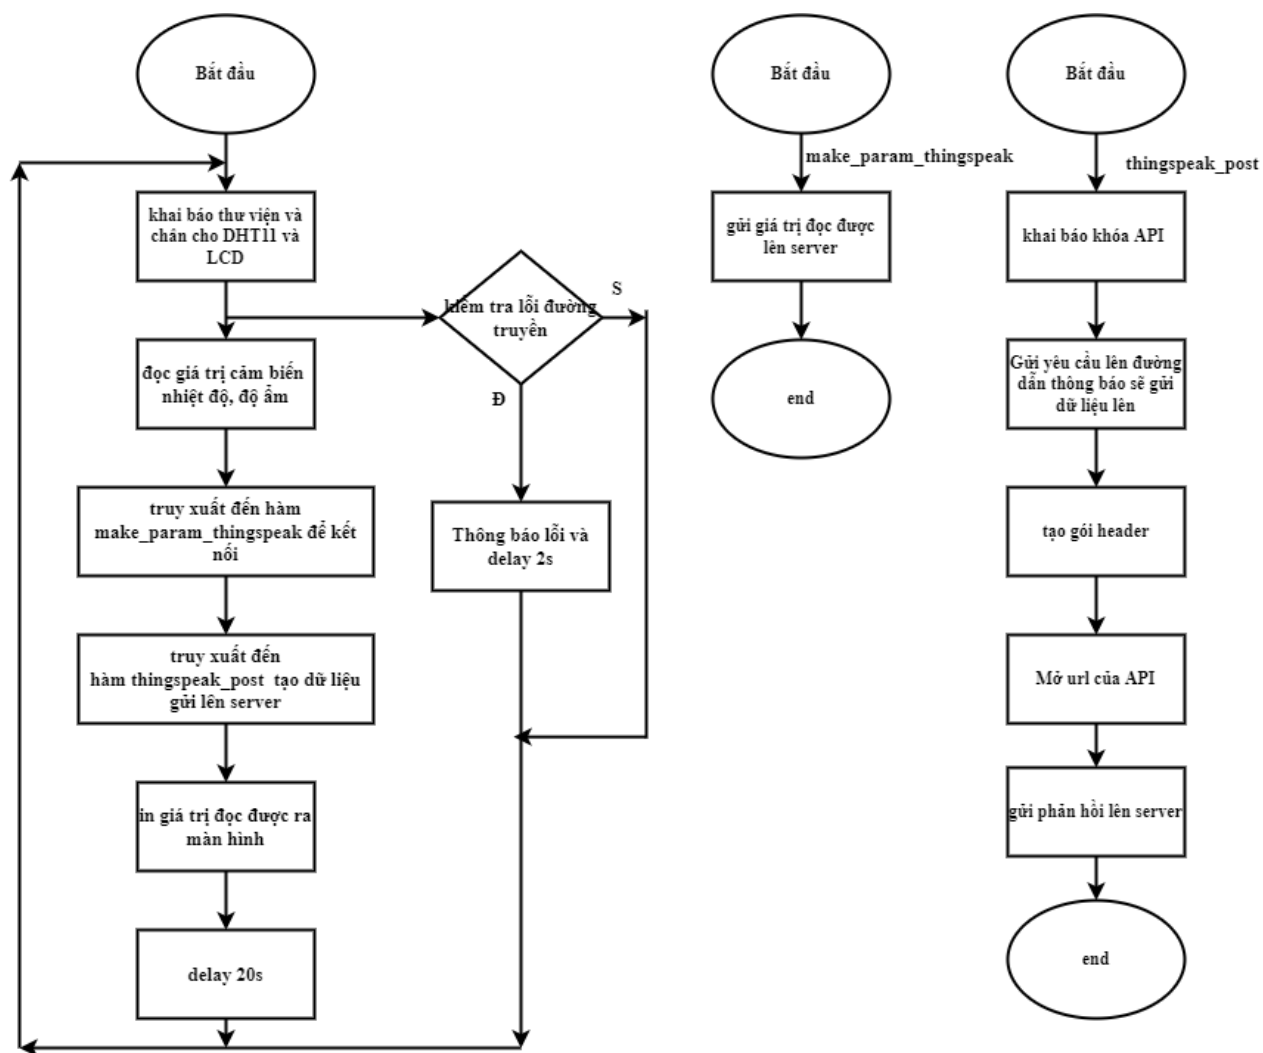 Bắt đầu
khai báo thư viện và
chân cho DHT11 và
LCD
đọc giá trị cảm biến
nhiệt độ, độ ẩm
truy xuất đến hàm
make_param_thingspeak để kết
nối
truy xuất đến
hàm thingspeak_post tạo dữ liệu
gửi lên server
in giá trị đọc được ra
màn hình
delay 20s
kiểm tra lỗi đường
truyền
S
Đ
Thông báo lỗi và
delay 2s
Bắt đầu
make_param_thingspeak
gửi giá trị đọc được
lên server
end
Bắt đầu
thingspeak_post
khai báo khóa API
Gửi yêu cầu lên đường
dẫn thông báo sẽ gửi
dữ liệu lên
tạo gói header
Mở url của API
gửi phản hồi lên server
end